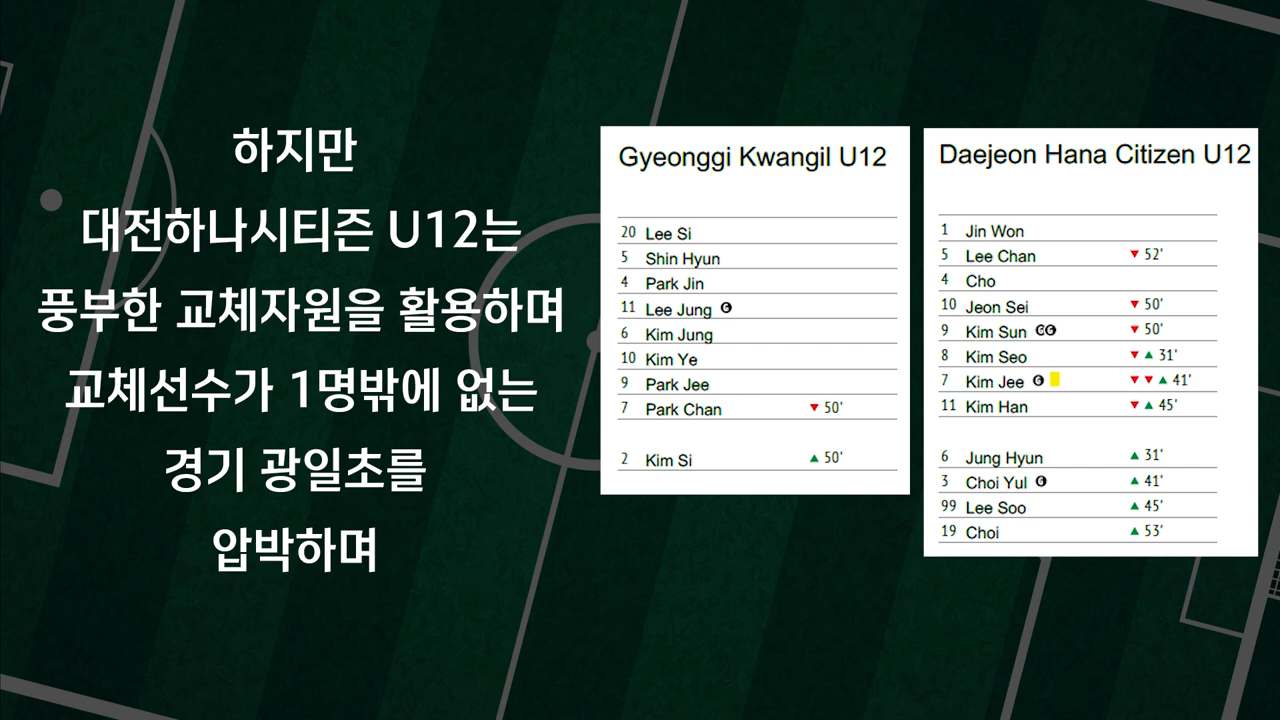 하지만
대전하나시티즌 U12는
풍부한 교체자원을 활용하며
교체선수가 1명밖에 없는
경기 광일초를
압박하며
Gyeonggi Kwangil U12
20 Lee Si
5 Shin Hyun
4 Park Jin
11 Lee Jung
6 Kim Jung
10 Kim Ye
9 Park Jee
7 Park Chan ▼ 50'
2 Kim Si ▲ 50'
Daejeon Hana Citizen U12
1 Jin Won
5 Lee Chan ▼ 52'
4 Cho
10 Jeon Sei ▼ 50'
9 Kim Sun ▼ 50'
8 Kim Seo ▼ ▲ 31'
7 Kim Jee ▼ ▼ ▲ 41'
11 Kim Han ▼ ▲ 45'
6 Jung Hyun ▲ 31'
3 Choi Yul ▲ 41'
99 Lee Soo ▲ 45'
19 Choi ▲ 53'